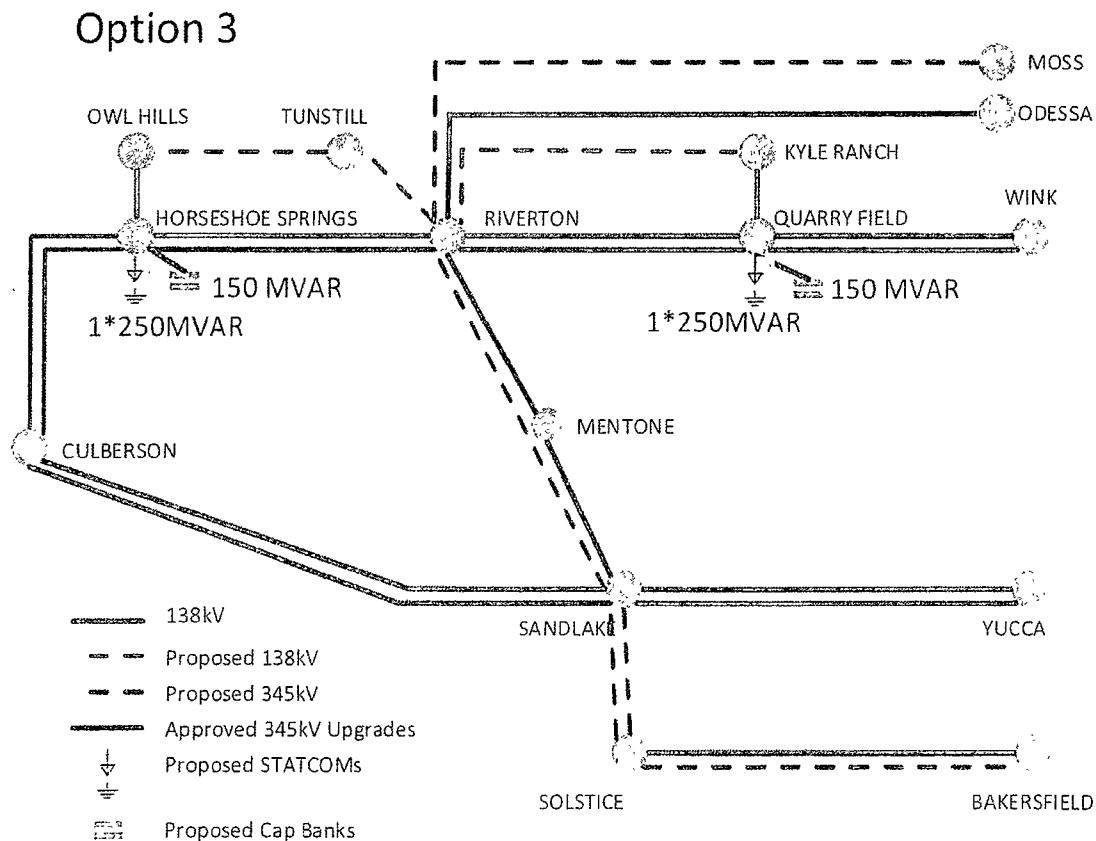 Option 3
MOSS
OWL HILLS
TUNSTILL
ODESSA
KYLE RANCH
WINK
HORSESHOE SPRINGS
RIVERTON
QUARRY FIELD
150 MVAR
150 MVAR
1*250MVAR
1*250MVAR
MENTONE
CULBERSON
138kV
SANDLAKE
YUCCA
Proposed 138kV
Proposed 345kV
Approved 345kV Upgrades
Proposed STATCOMs
SOLSTICE
BAKERSFIELD
Proposed Cap Banks